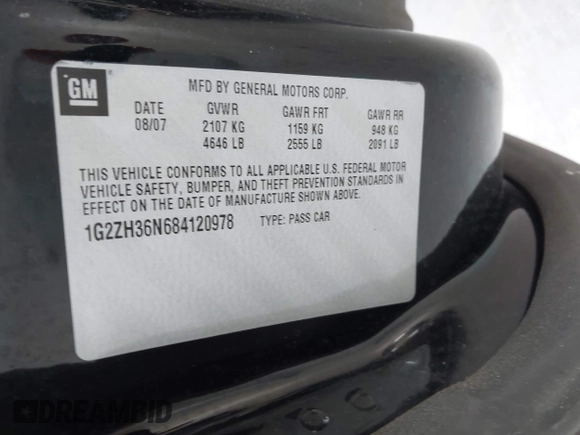 GM
MFD BY GENERAL MOTORS CORP.
DATE GVWR GAWR FRT GAWR RR
08/07 2107 KG 1159 KG 948 KG
4646 LB 2555 LB 2091 LB
THIS VEHICLE CONFORMS TO ALL APPLICABLE U.S. FEDERAL MOTOR
VEHICLE SAFETY, BUMPER, AND THEFT PREVENTION STANDARDS IN
EFFECT ON THE DATE OF MANUFACTURE SHOWN ABOVE.
1G2ZH36N684120978 TYPE: PASS CAR
DREAMBID